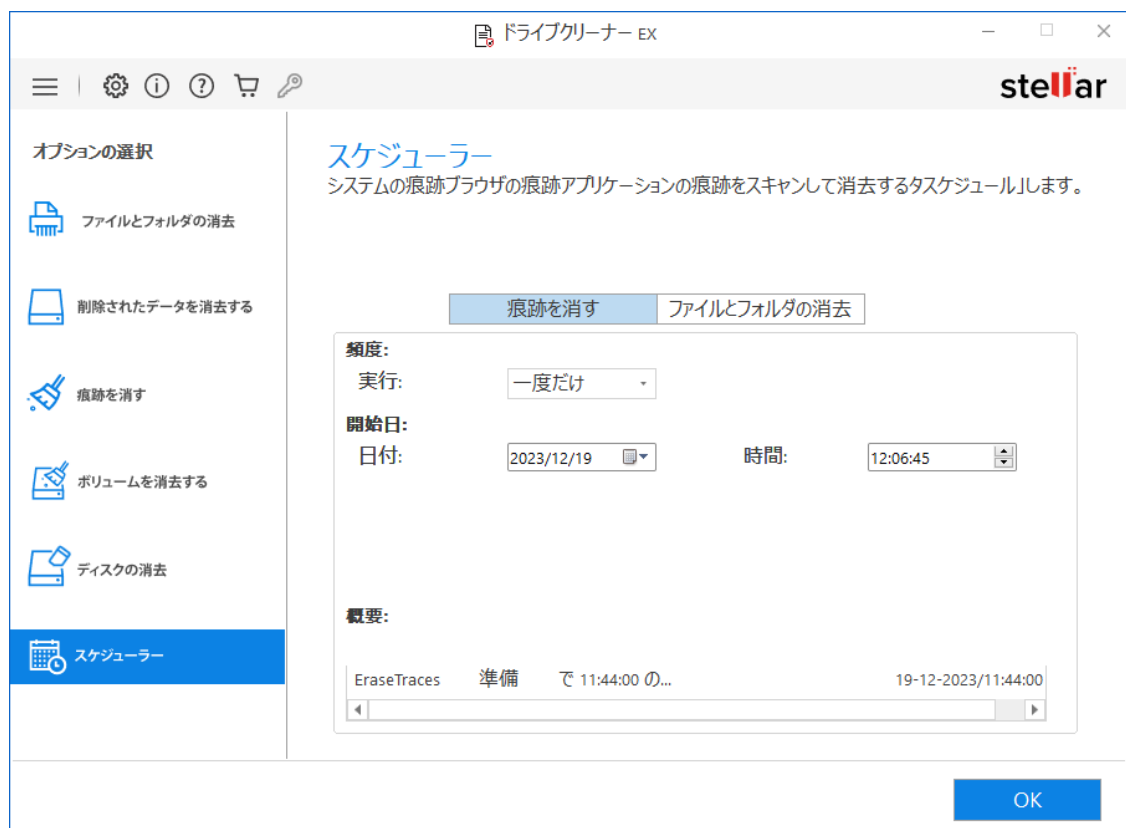 ドライブクリーナー EX
stellar
オプションの選択
ファイルとフォルダの消去
削除されたデータを消去する
痕跡を消す
ボリュームを消去する
ディスクの消去
スケジューラー
スケジューラー
システムの痕跡ブラウザの痕跡アプリケーションの痕跡をスキャンして消去するタスケジュール」します。
痕跡を消す ファイルとフォルダの消去
頻度:
実行: 一度だけ
開始日:
日付: 2023/12/19 時間: 12:06:45
概要:
EraseTraces 準備 で 11:44:00 の... 19-12-2023/11:44:00
OK